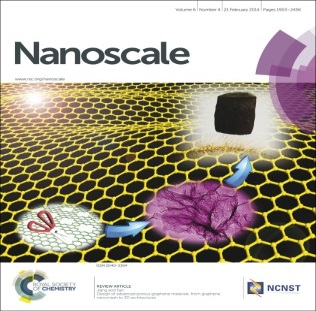 Volume 6 | Number 4 | 21 February 2014 | Pages 1903–2436
Nanoscale
www.rsc.org/nanoscale
ISSN 2040-3364
ROYAL SOCIETY
OF CHEMISTRY
REVIEW ARTICLE
Jiang and Fan
Design of advanced porous graphene materials: from graphene
nanomesh to 3D architectures
NCNST